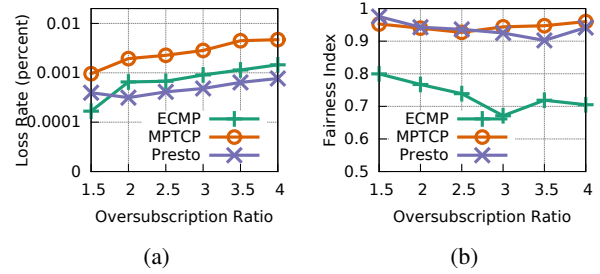 Loss Rate (percent)
0.01
0.001
0.0001
0
ECMP
MPTCP
Presto
1.5 2 2.5 3 3.5 4
Oversubscription Ratio
(a)
Fairness Index
1
0.9
0.8
0.7
0.6
0.5
ECMP
MPTCP
Presto
1.5 2 2.5 3 3.5 4
Oversubscription Ratio
(b)